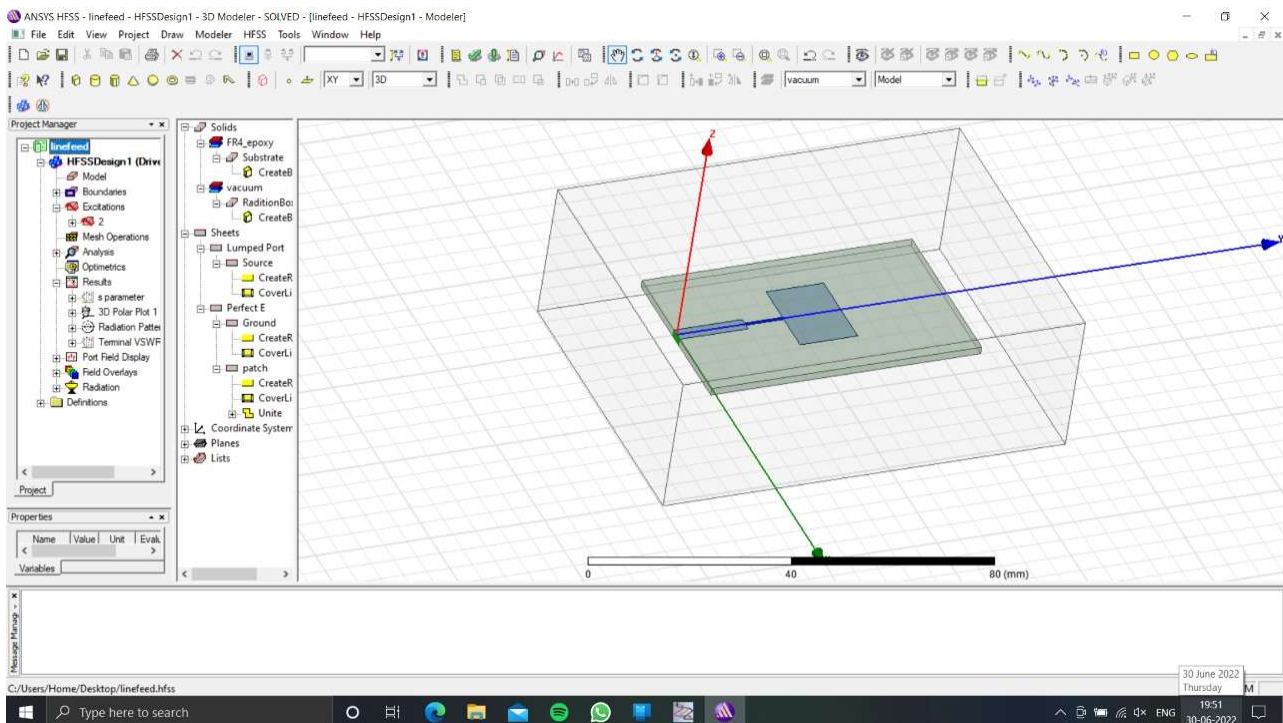 ANSYS HFSS - linefeed - HFSSDesign1 - 3D Modeler - SOLVED - [linefeed - HFSSDesign1 - Modeler]
File Edit View Project Draw Modeler HFSS Tools Window Help
XY 3D vacuum Model
Project Manager
linefeed
HFSSDesign1 (Drive
Model
Boundaries
Excitations
2
Mesh Operations
Analysis
Optimetrics
Results
s parameter
3D Polar Plot 1
Radiation Patter
Terminal VSWF
Port Field Display
Field Overlays
Radiation
Definitions
Project
Properties
Name Value Unit Evalu
Variables
Solids
FR4_epoxy
Substrate
CreateB
vacuum
RaditionBo
CreateB
Sheets
Lumped Port
Source
CreateR
CoverLi
Perfect E
Ground
CreateR
CoverLi
patch
CreateR
CoverLi
Unite
Coordinate System
Planes
Lists
Z
0 40 80 (mm)
C:/Users/Home/Desktop/linefeed.hfss
30 June 2022
Thursday
Type here to search
ENG
19:51
30-06-2022